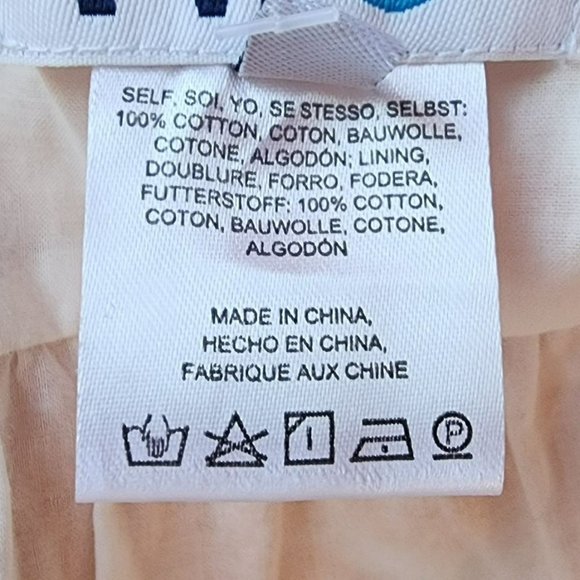 SELF, SOI, YO, SE STESSO, SELBST:
100% COTTON, COTON, BAUWOLLE,
COTONE, ALGODÓN; LINING,
DOUBLURE, FORRO, FODERA,
FUTTERSTOFF: 100% COTTON,
COTON, BAUWOLLE, COTONE,
ALGODÓN
MADE IN CHINA,
HECHO EN CHINA,
FABRIQUE AUX CHINE
P